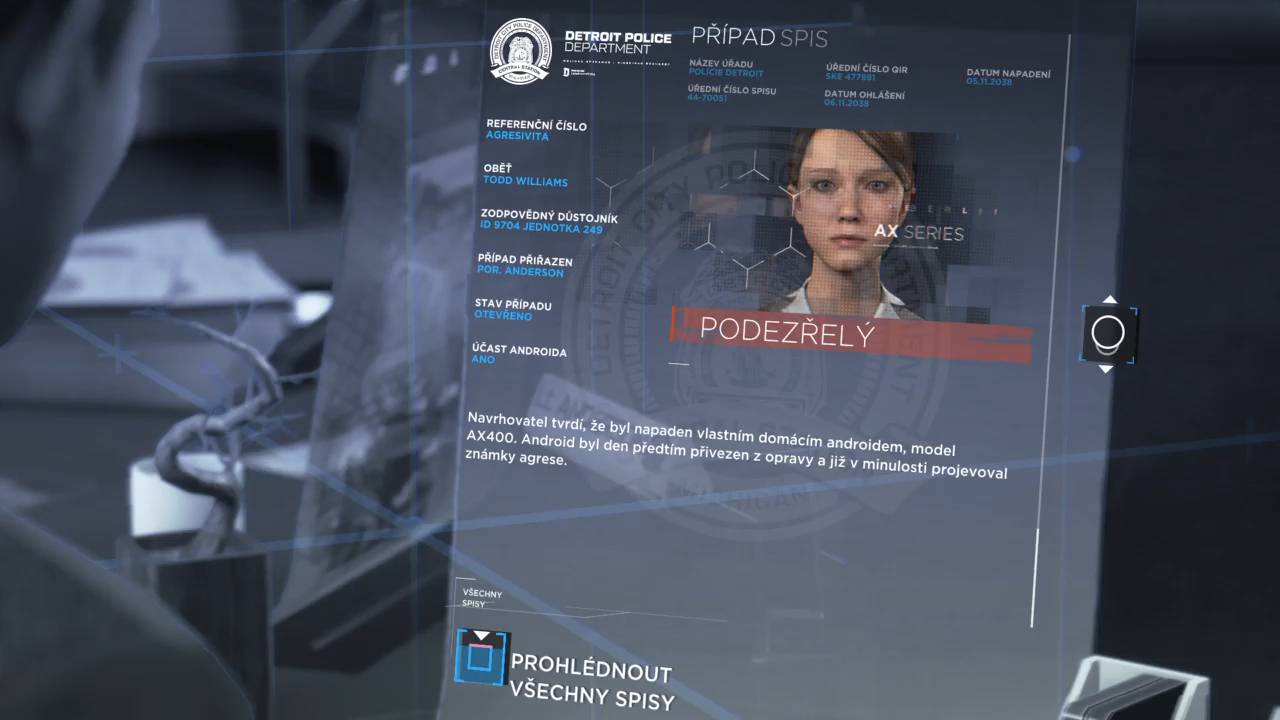 DETROIT POLICE
DEPARTMENT
CENTRAL STATION
PŘÍPAD SPIS
NÁZEV ÚŘADU
POLICIE DETROIT
ÚŘEDNÍ ČÍSLO QIR
SKE 477891
DATUM NAPADENÍ
05.11.2038
ÚŘEDNÍ ČÍSLO SPISU
44-70051
DATUM OHLÁŠENÍ
06.11.2038
REFERENČNÍ ČÍSLO
AGRESIVITA
OBĚŤ
TODD WILLIAMS
ZODPOVĚDNÝ DŮSTOJNÍK
ID 9704 JEDNOTKA 249
PŘÍPAD PŘIŘAZEN
POR. ANDERSON
STAV PŘÍPADU
OTEVŘENO
ÚČAST ANDROIDA
ANO
AX SERIES
PODEZŘELÝ
Navrhovatel tvrdí, že byl napaden vlastním domácím androidem, model
AX400. Android byl den předtím přivezen z opravy a již v minulosti projevoval
známky agrese.
VŠECHNY
SPISY
PROHLÉDNOUT
VŠECHNY SPISY